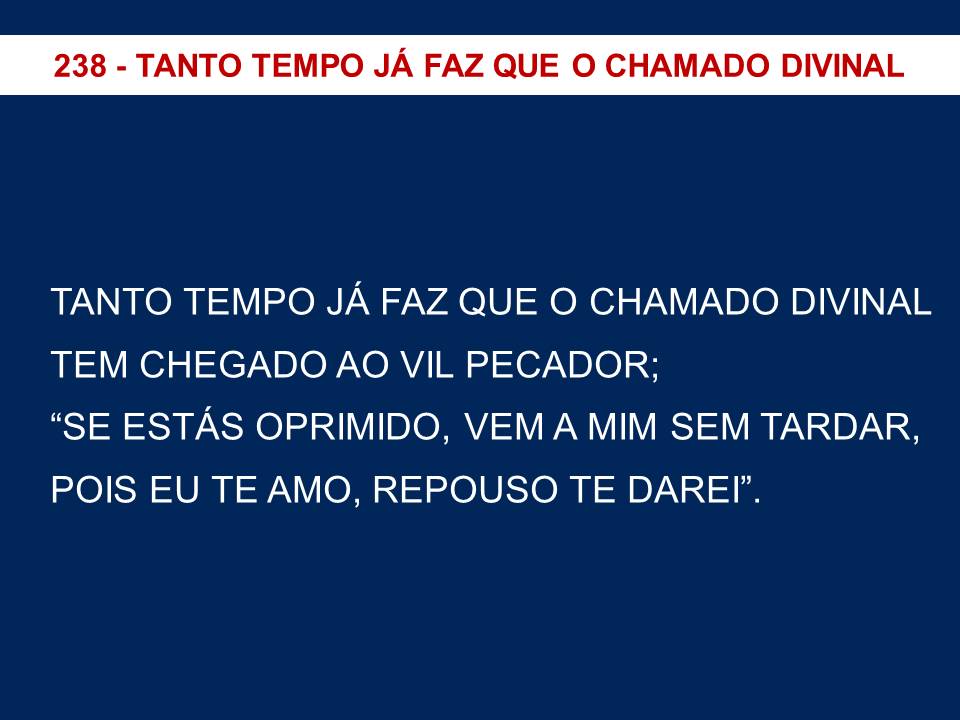 238 - TANTO TEMPO JÁ FAZ QUE O CHAMADO DIVINAL
TANTO TEMPO JÁ FAZ QUE O CHAMADO DIVINAL
TEM CHEGADO AO VIL PECADOR;
“SE ESTÁS OPRIMIDO, VEM A MIM SEM TARDAR,
POIS EU TE AMO, REPOUSO TE DAREI”.